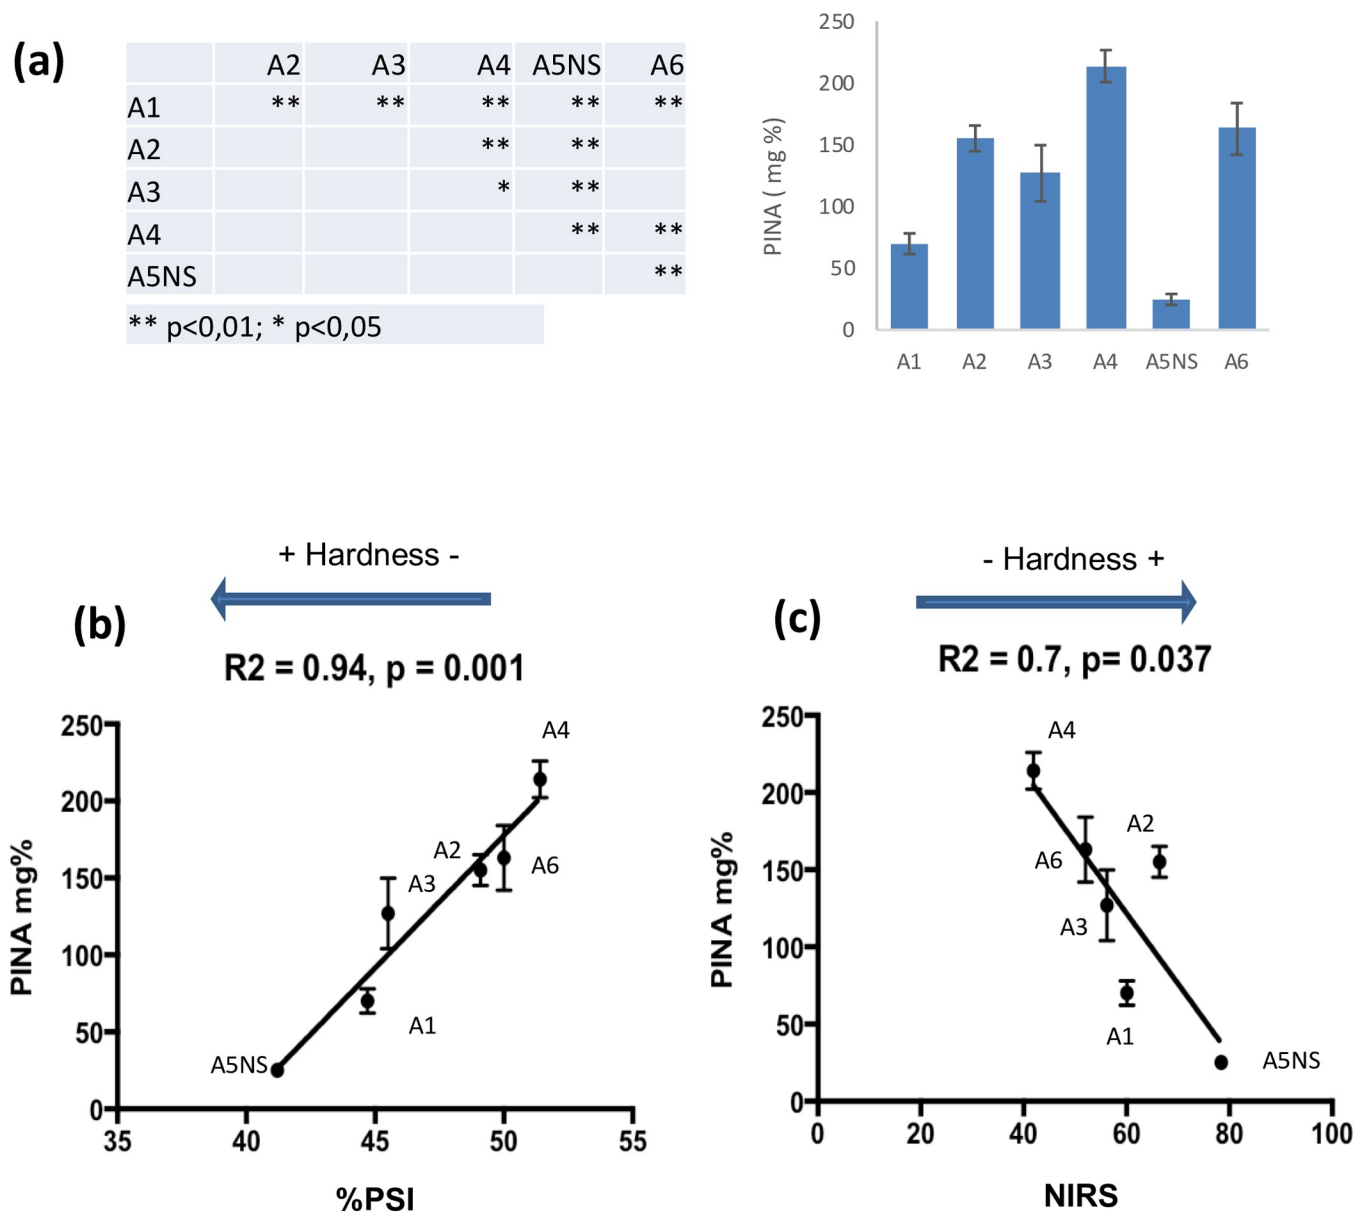 (a)
A2 A3 A4 A5NS A6
A1 ** ** ** ** **
A2 ** **
A3 * **
A4 ** **
A5NS **
** p<0,01; * p<0,05
250
200
150
100
50
0
PINA ( mg %)
A1 A2 A3 A4 A5NS A6
+ Hardness -
(b)
R2 = 0.94, p = 0.001
250
200
150
100
50
0
PINA mg%
A4
A2
A6
A3
A1
A5NS
35 40 45 50 55
%PSI
- Hardness +
(c)
R2 = 0.7, p= 0.037
250
200
150
100
50
0
PINA mg%
A4
A2
A6
A3
A1
A5NS
0 20 40 60 80 100
NIRS